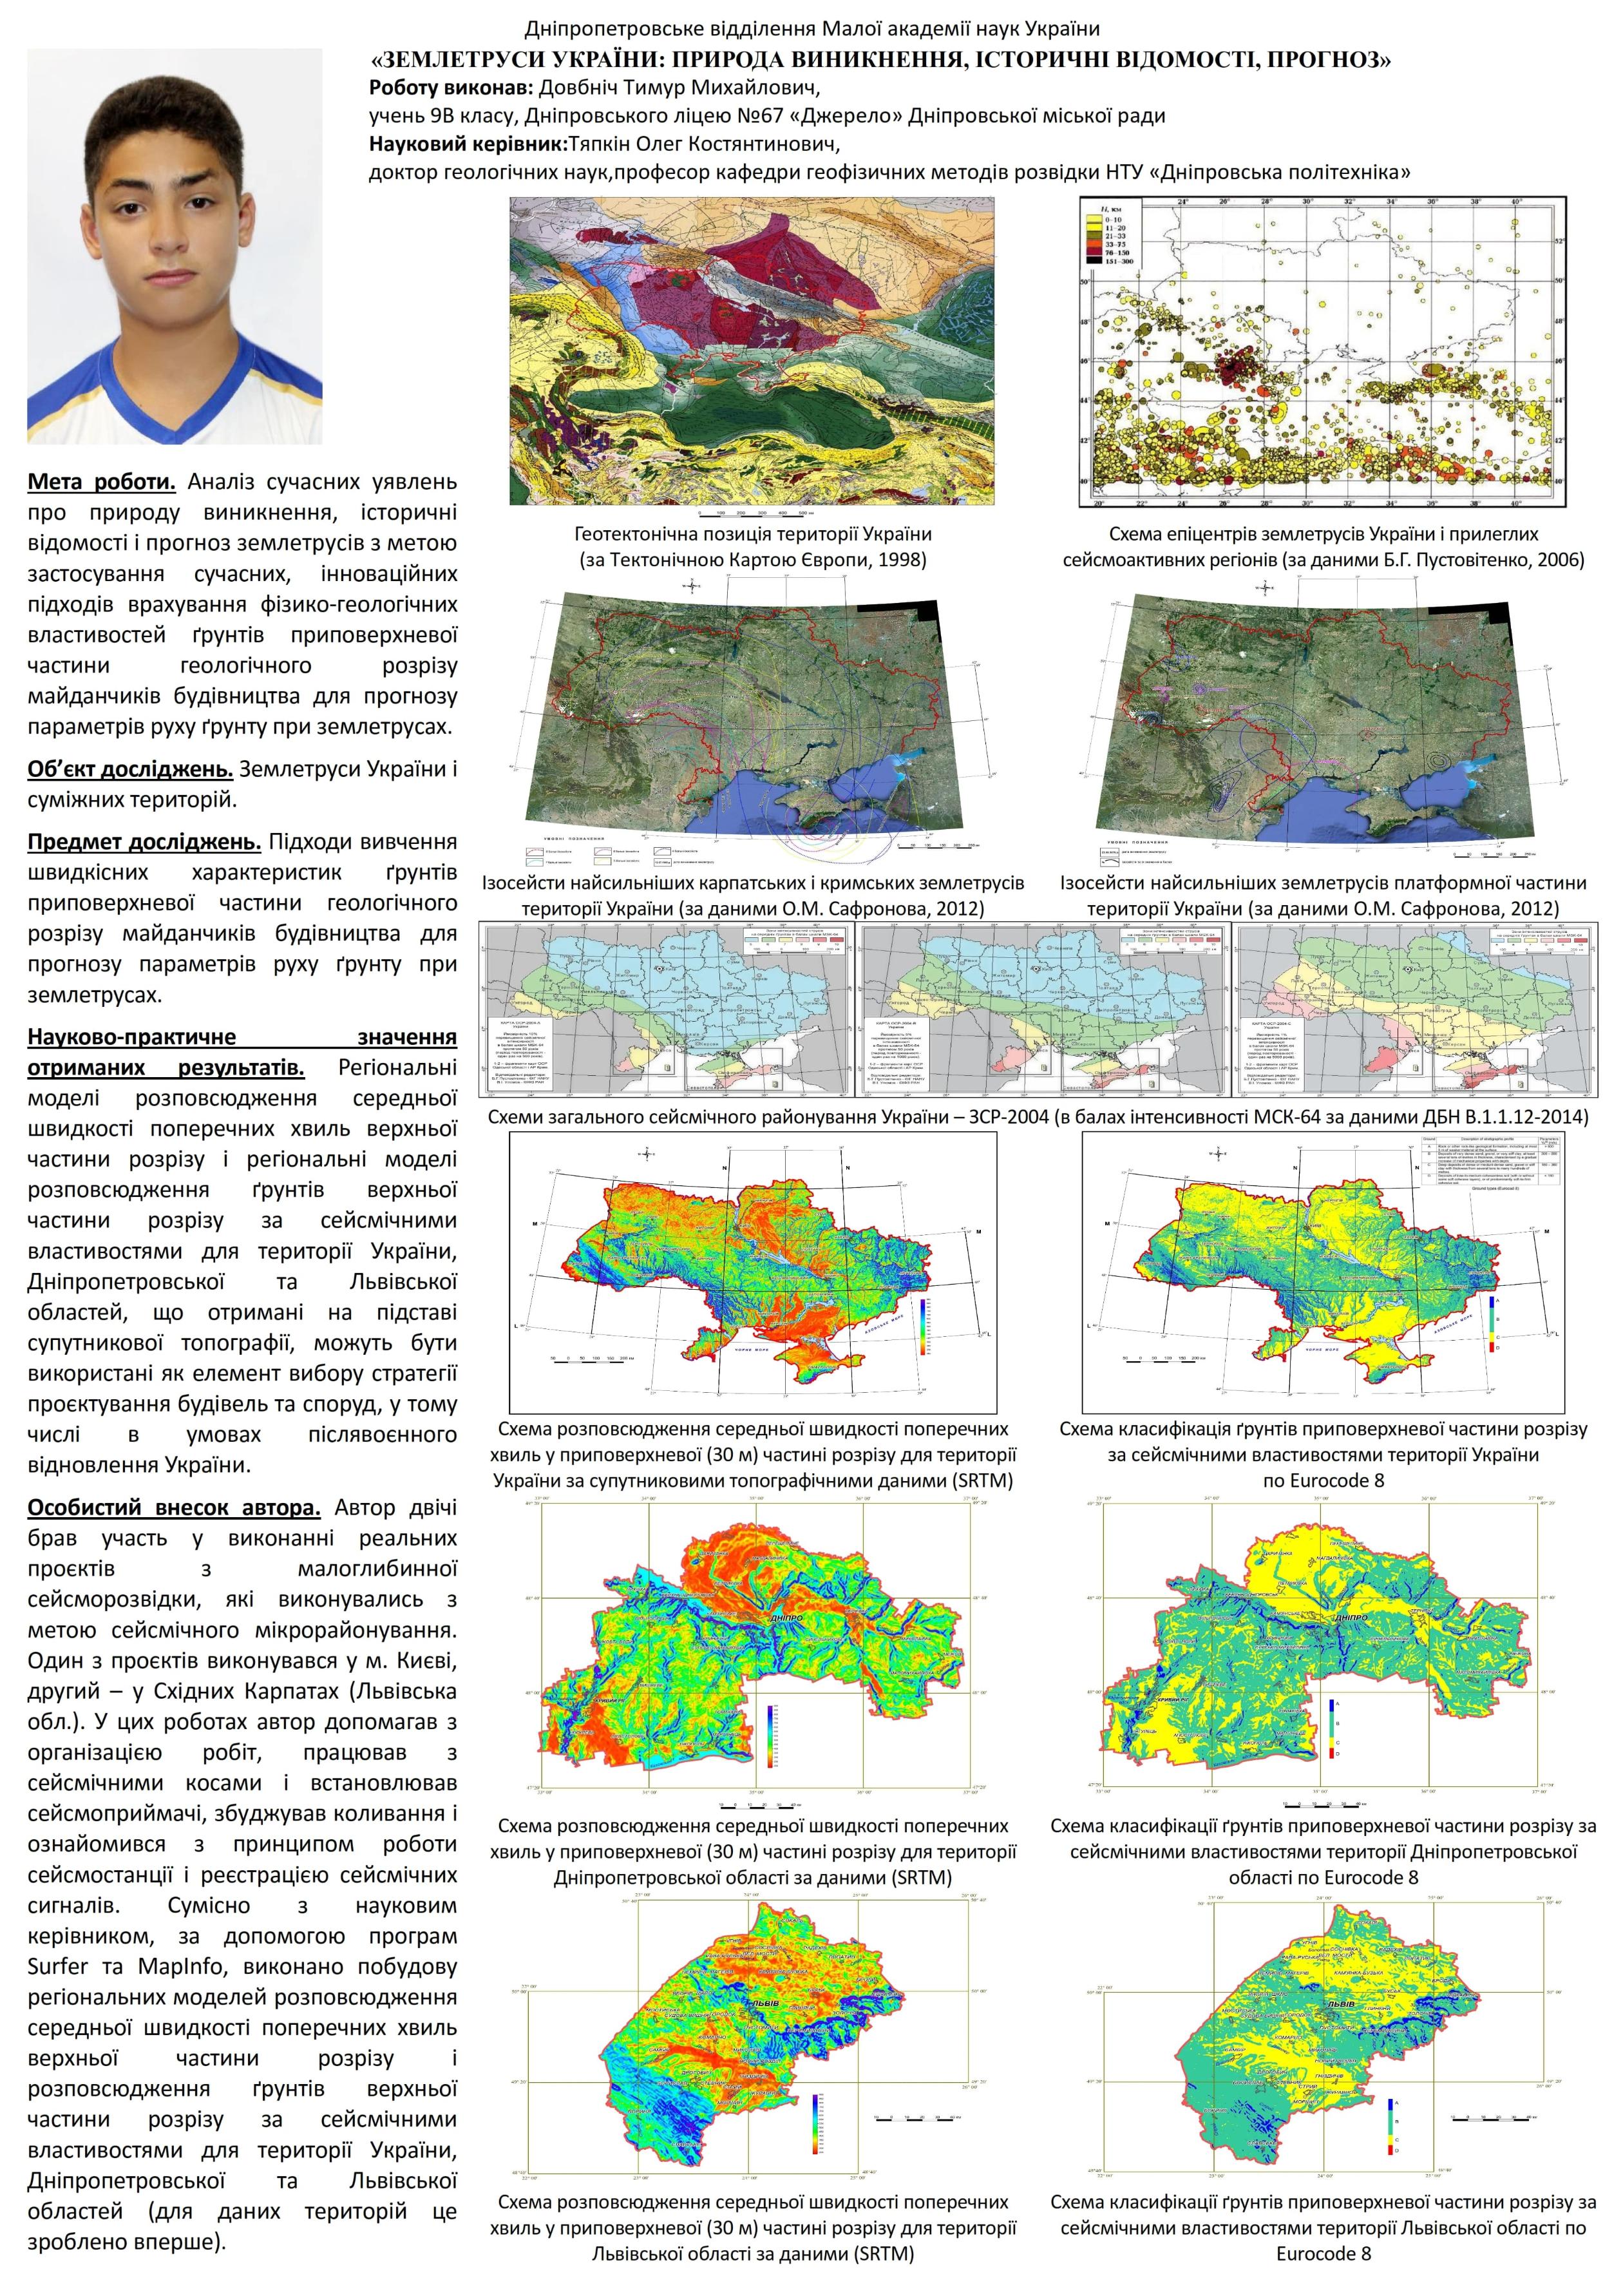 Дніпропетровське відділення Малої академії наук України
«ЗЕМЛЕТРУСИ УКРАЇНИ: ПРИРОДА ВИНИКНЕННЯ, ІСТОРИЧНІ ВІДОМОСТІ, ПРОГНОЗ»
Роботу виконав: Довбніч Тимур Михайлович,
учень 9В класу, Дніпровського ліцею №67 «Джерело» Дніпровської міської ради
Науковий керівник:Тяпкін Олег Костянтинович,
доктор геологічних наук,професор кафедри геофізичних методів розвідки НТУ «Дніпровська політехніка»
Мета роботи. Аналіз сучасних уявлень
про природу виникнення, історичні
відомості і прогноз землетрусів з метою
застосування сучасних, інноваційних
підходів врахування фізико-геологічних
властивостей ґрунтів приповерхневої
частини геологічного розрізу
майданчиків будівництва для прогнозу
параметрів руху ґрунту при землетрусах.
Об’єкт досліджень. Землетруси України і
суміжних територій.
Предмет досліджень. Підходи вивчення
швидкісних характеристик ґрунтів
приповерхневої частини геологічного
розрізу майданчиків будівництва для
прогнозу параметрів руху ґрунту при
землетрусах.
Науково-практичне значення
отриманих результатів. Регіональні
моделі розповсюдження середньої
швидкості поперечних хвиль верхньої
частини розрізу і регіональні моделі
розповсюдження ґрунтів верхньої
частини розрізу за сейсмічними
властивостями для території України,
Дніпропетровської та Львівської
областей, що отримані на підставі
супутникової топографії, можуть бути
використані як елемент вибору стратегії
проєктування будівель та споруд, у тому
числі в умовах післявоєнного
відновлення України.
Особистий внесок автора. Автор двічі
брав участь у виконанні реальних
проєктів з малоглибинної
сейсморозвідки, які виконувались з
метою сейсмічного мікрорайонування.
Один з проєктів виконувався у м. Києві,
другий – у Східних Карпатах (Львівська
обл.). У цих роботах автор допомагав з
організацією робіт, працював з
сейсмічними косами і встановлював
сейсмоприймачі, збуджував коливання і
ознайомився з принципом роботи
сейсмостанції і реєстрацією сейсмічних
сигналів. Сумісно з науковим
керівником, за допомогою програм
Surfer та MapInfo, виконано побудову
регіональних моделей розповсюдження
середньої швидкості поперечних хвиль
верхньої частини розрізу і
розповсюдження ґрунтів верхньої
частини розрізу за сейсмічними
властивостями для території України,
Дніпропетровської та Львівської
областей (для даних територій це
зроблено вперше).
Геотектонічна позиція території України
(за Тектонічною Картою Європи, 1998)
H, км
0–10
11–20
21–33
33–75
76–150
151–300
Схема епіцентрів землетрусів України і прилеглих
сейсмоактивних регіонів (за даними Б.Г. Пустовітенко, 2006)
Ізосейсти найсильніших карпатських і кримських землетрусів
території України (за даними О.М. Сафронова, 2012)
Ізосейсти найсильніших землетрусів платформної частини
території України (за даними О.М. Сафронова, 2012)
Схеми загального сейсмічного районування України – ЗСР-2004 (в балах інтенсивності МСК-64 за даними ДБН В.1.1.12-2014)
Схема розповсюдження середньої швидкості поперечних
хвиль у приповерхневої (30 м) частині розрізу для території
України за супутниковими топографічними даними (SRTM)
Схема класифікація ґрунтів приповерхневої частини розрізу
за сейсмічними властивостями території України
по Eurocode 8
ДНІПРО
Схема розповсюдження середньої швидкості поперечних
хвиль у приповерхневої (30 м) частині розрізу для території
Дніпропетровської області за даними (SRTM)
ДНІПРО
Схема класифікації ґрунтів приповерхневої частини розрізу за
сейсмічними властивостями території Дніпропетровської
області по Eurocode 8
ЛЬВІВ
Схема розповсюдження середньої швидкості поперечних
хвиль у приповерхневої (30 м) частині розрізу для території
Львівської області за даними (SRTM)
ЛЬВІВ
Схема класифікації ґрунтів приповерхневої частини розрізу за
сейсмічними властивостями території Львівської області по
Eurocode 8